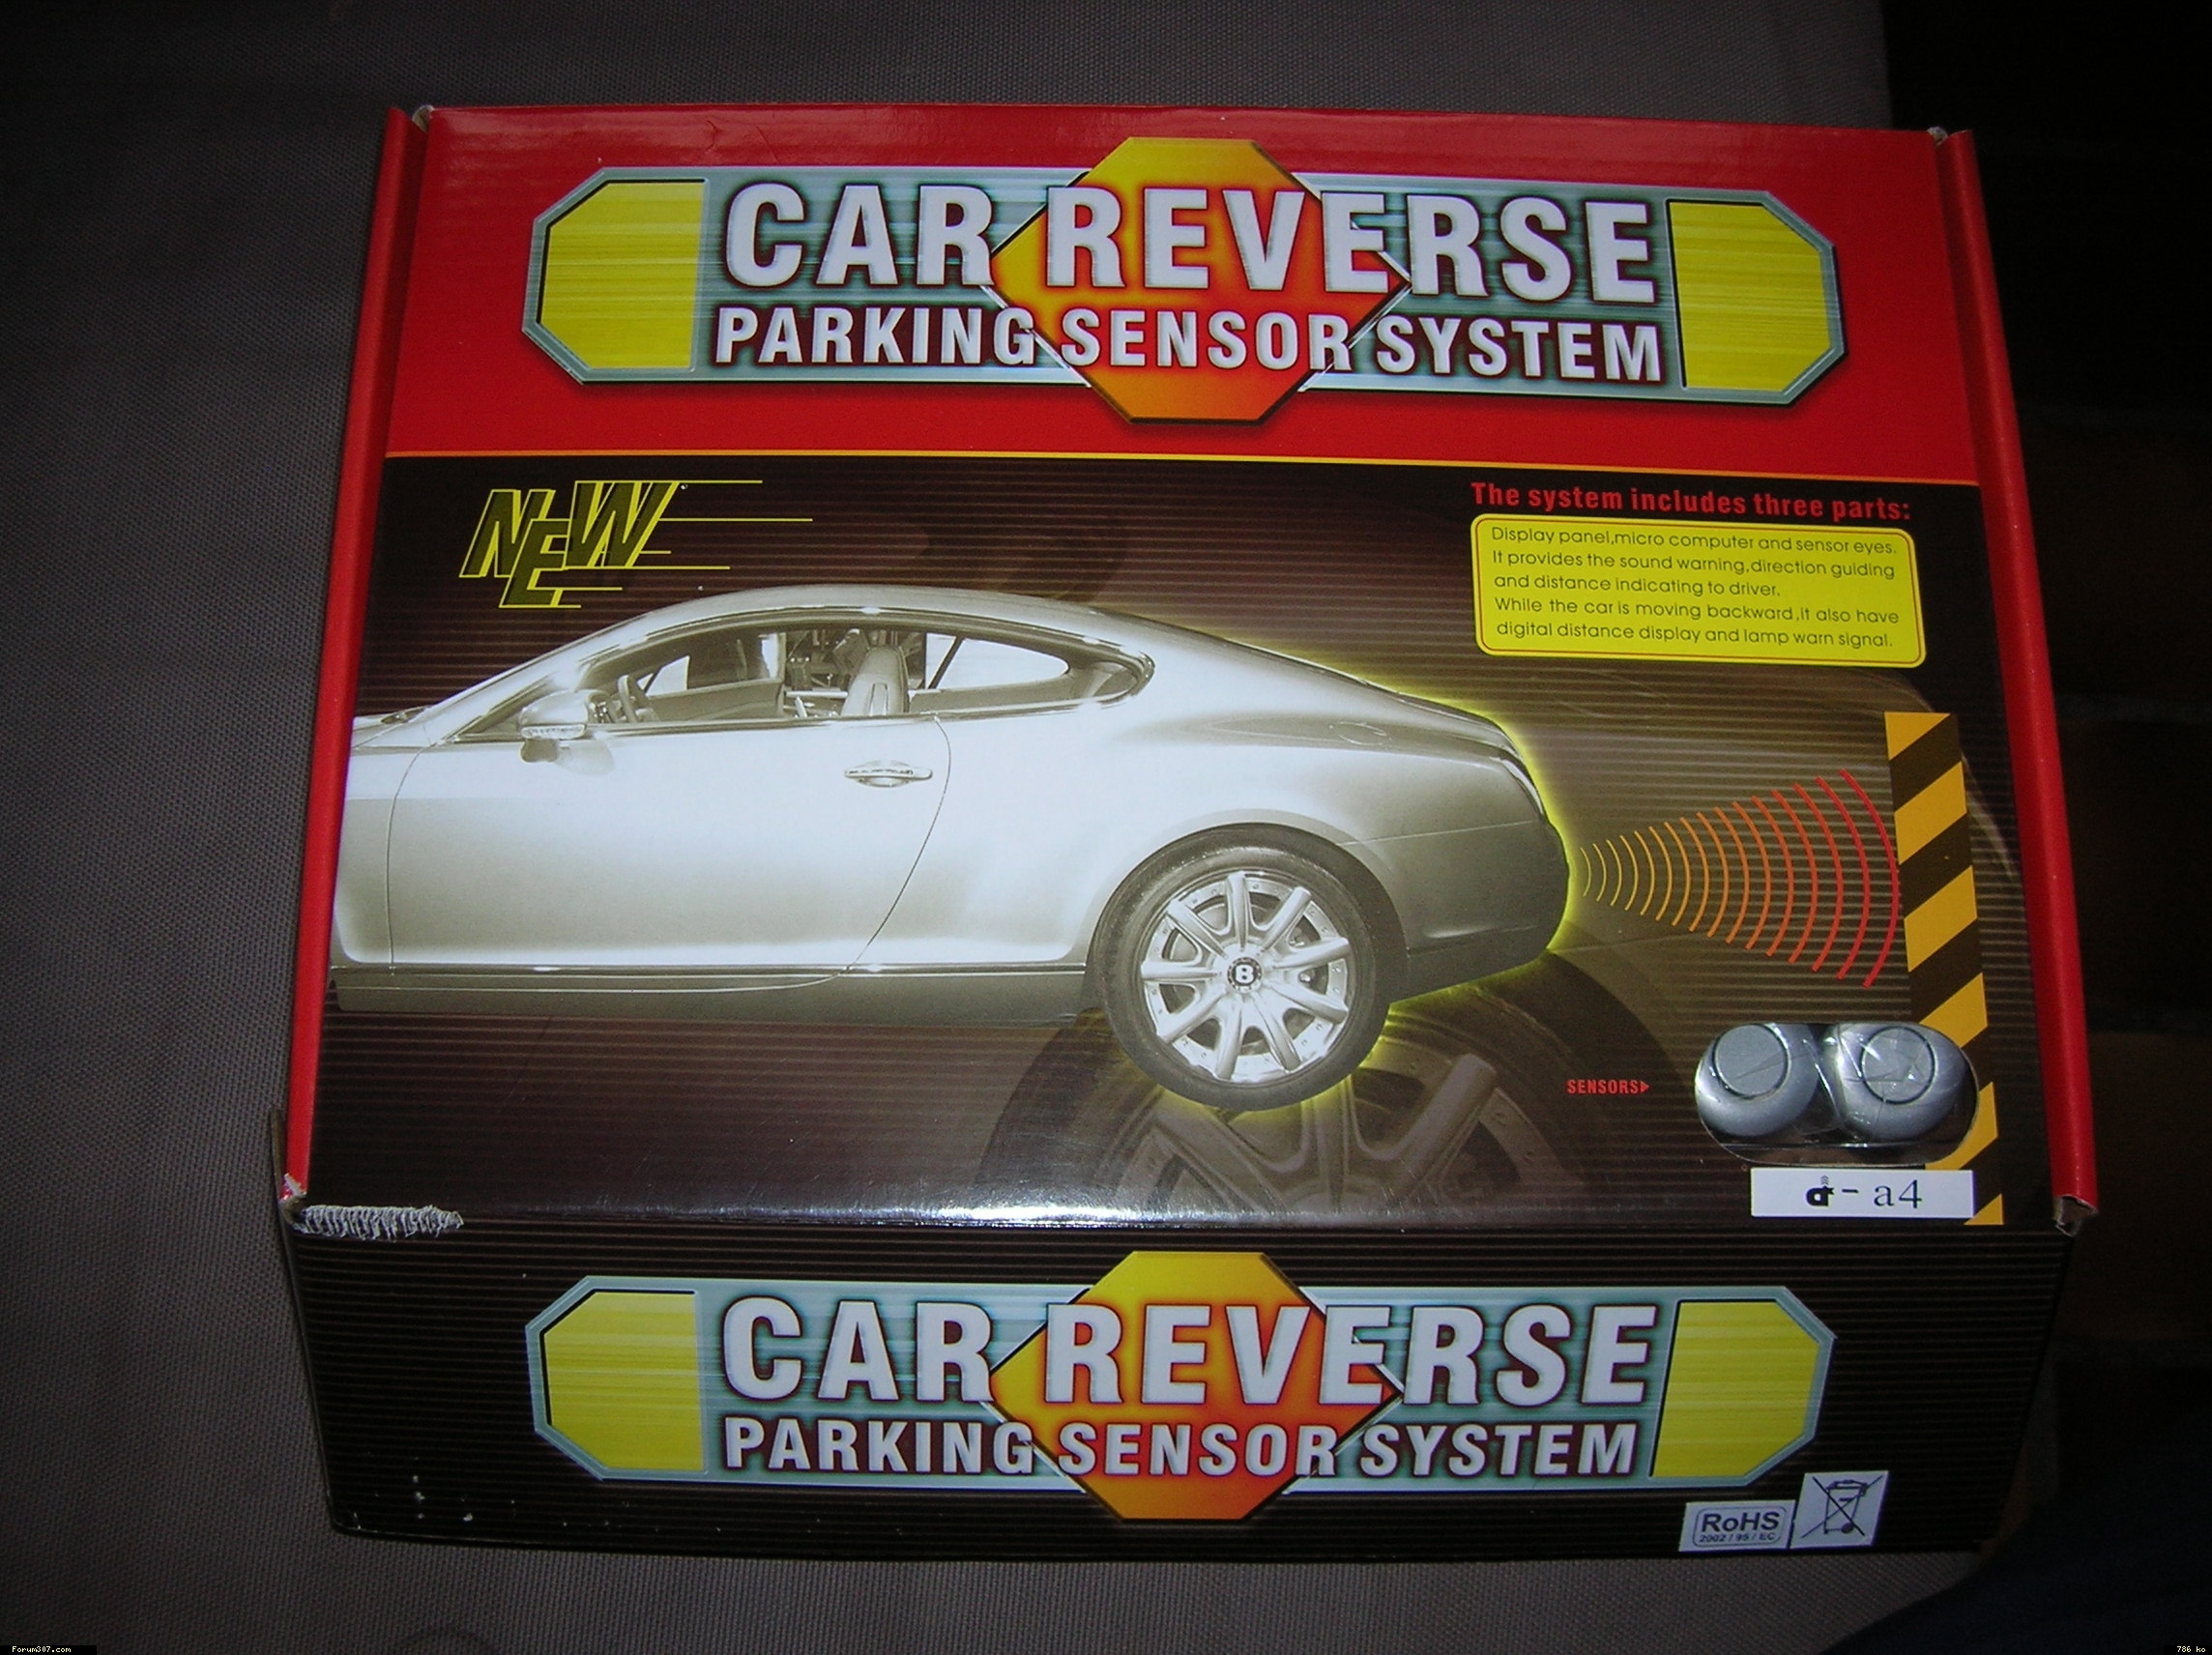 CAR REVERSE
PARKING SENSOR SYSTEM
NEW
The system includes three parts:
Display panel,micro computer and sensor eyes.
It provides the sound warning,direction guiding
and distance indicating to driver.
While the car is moving backward,it also have
digital distance display and lamp warn signal.
B
SENSORS
d - a4
CAR REVERSE
PARKING SENSOR SYSTEM
RoHS
2002 / 95 / EC
Forum307.com
786 ko